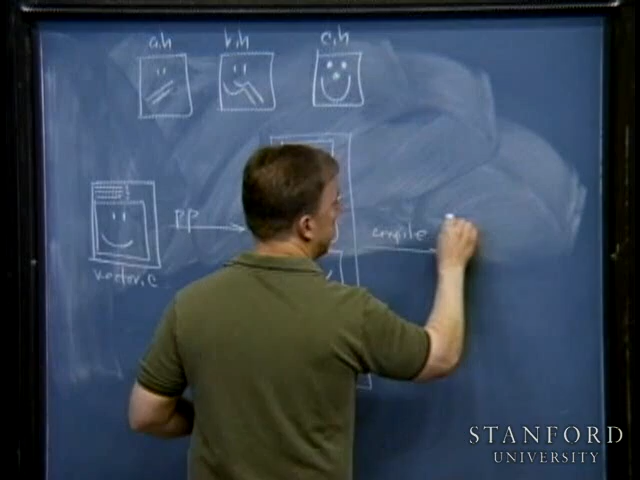 a.h b.h c.h
PP
compile
vector.c
STANFORD
UNIVERSITY